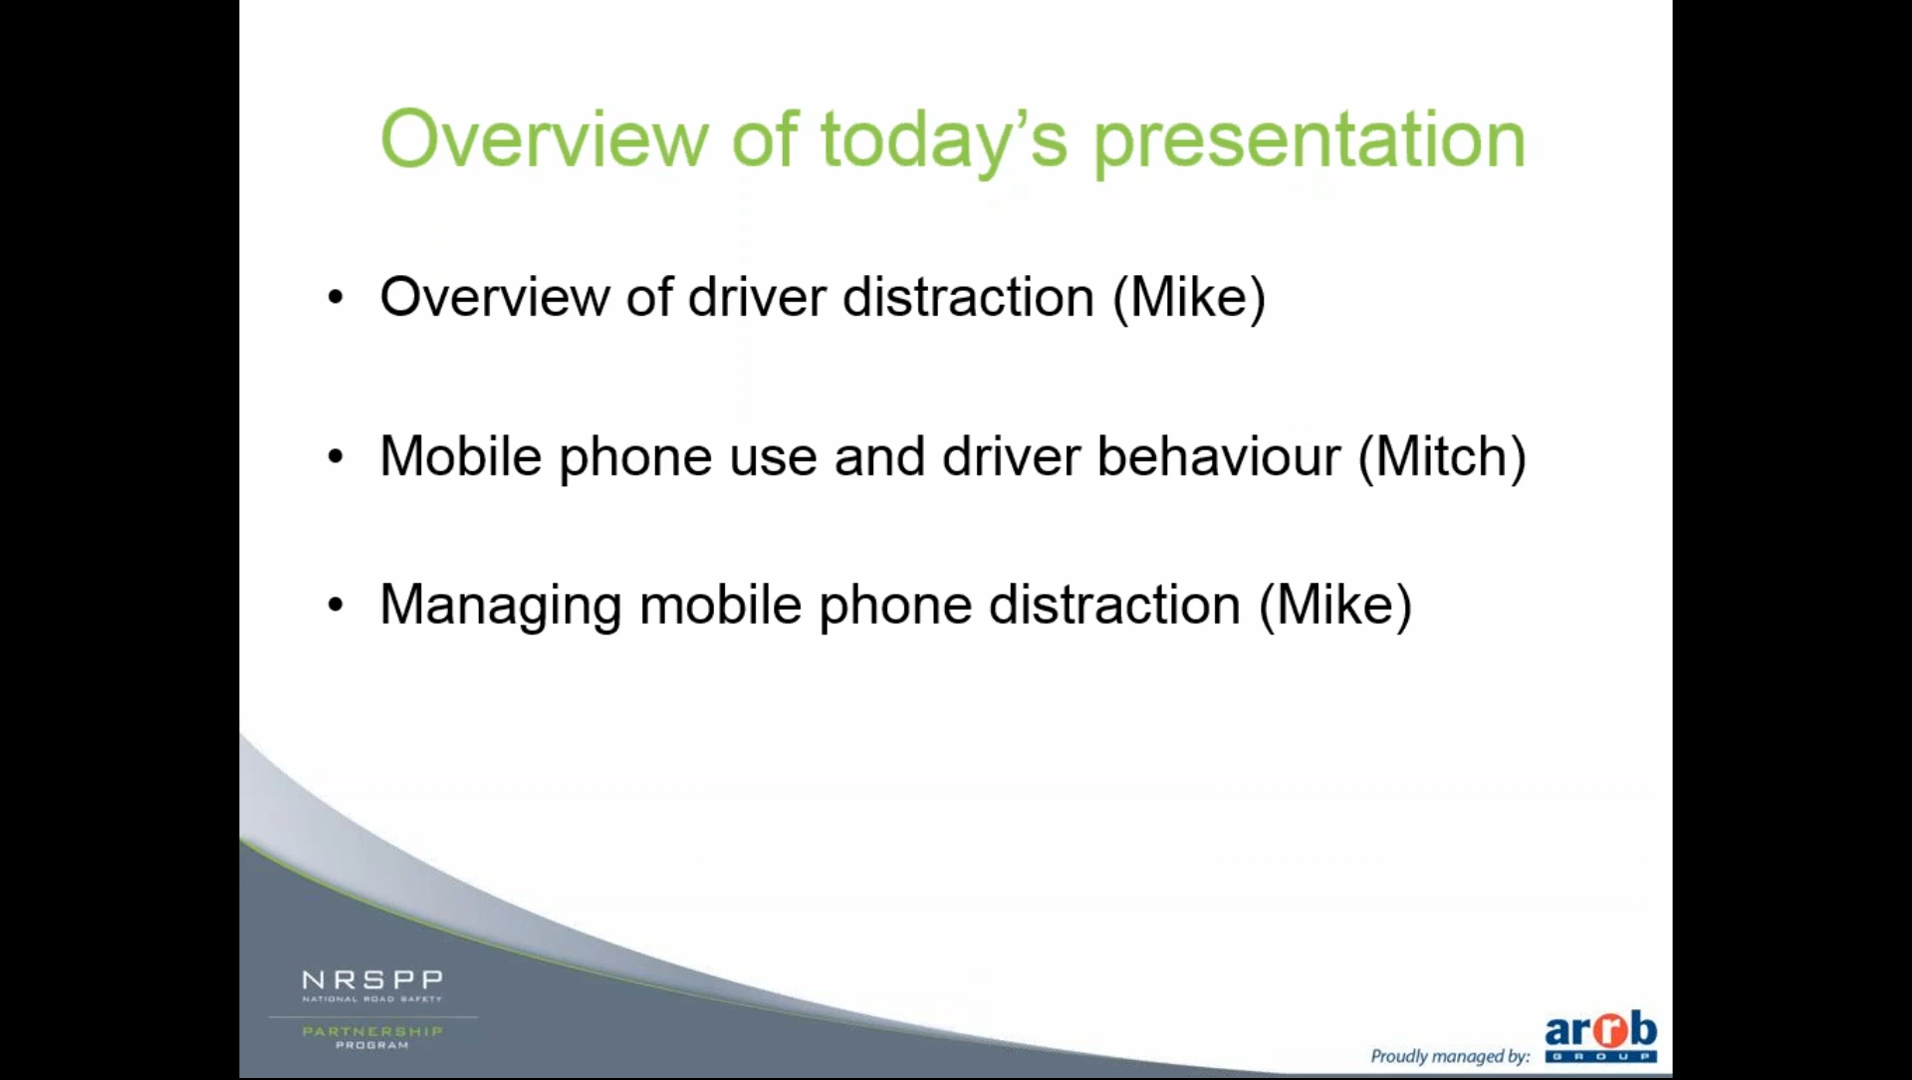 Overview of today’s presentation
• Overview of driver distraction (Mike)
• Mobile phone use and driver behaviour (Mitch)
• Managing mobile phone distraction (Mike)
NRSPP
NATIONAL ROAD SAFETY
PARTNERSHIP
PROGRAM
Proudly managed by:
arrb
GROUP